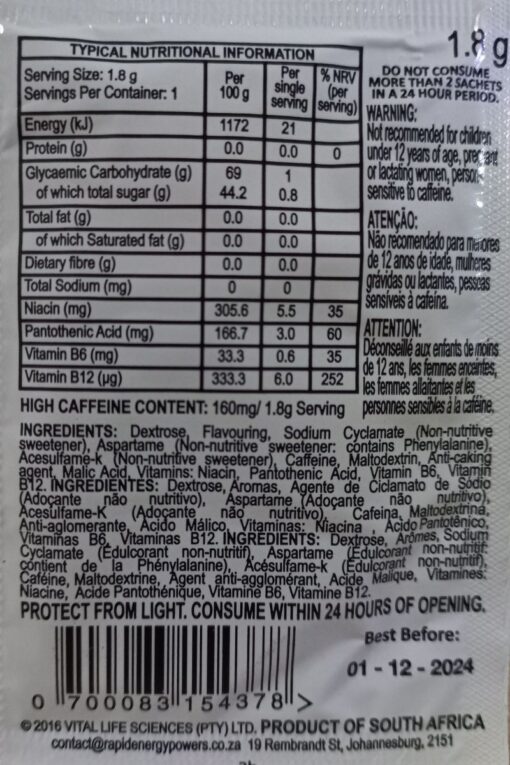 TYPICAL NUTRITIONAL INFORMATION
Serving Size: 1.8 g
Servings Per Container: 1
Per 100 g
Per single serving
% NRV (per serving)
Energy (kJ) 1172 21
Protein (g) 0.0 0.0 0
Glycaemic Carbohydrate (g) 69 1
of which total sugar (g) 44.2 0.8
Total fat (g) 0.0 0.0
of which Saturated fat (g) 0.0 0.0
Dietary fibre (g) 0.0 0.0
Total Sodium (mg) 0 0
Niacin (mg) 305.6 5.5 35
Pantothenic Acid (mg) 166.7 3.0 60
Vitamin B6 (mg) 33.3 0.6 35
Vitamin B12 (µg) 333.3 6.0 252
HIGH CAFFEINE CONTENT: 160mg/ 1.8g Serving
1.8 g
DO NOT CONSUME
MORE THAN 2 SACHETS
IN A 24 HOUR PERIOD.
WARNING:
Not recommended for children
under 12 years of age, pregnant
or lactating women,
sensitive to caffeine.
ATENÇÃO:
Não recomendado para menores
de 12 anos de idade, mulheres
grávidas ou lactantes, pessoas
sensíveis à cafeína.
ATTENTION:
Déconseillé aux enfants de moins
de 12 ans, les femmes enceintes,
les femmes allaitantes et les
personnes sensibles à la caféine.
INGREDIENTS: Dextrose, Flavouring, Sodium Cyclamate (Non-nutritive
sweetener), Aspartame (Non-nutritive sweetener: contains Phenylalanine),
Acesulfame-K (Non-nutritive sweetener), Caffeine, Maltodextrin, Anti-caking
agent, Malic Acid, Vitamins: Niacin, Pantothenic Acid, Vitamin B6, Vitamin
B12. INGREDIENTES: Dextrose, Aromas, Agente de Ciclamato de Sódio
(Adoçante não nutritivo), Aspartame (Adoçante não nutritivo),
Acesulfame-K (Adoçante não nutritivo), Cafeina, Maltodextrina,
Anti-aglomerante, Acido Málico, Vitaminas: Niacina , Acido Pantotênico,
Vitaminas B6, Vitaminas B12. INGRÉDIENTS: Dextrose, Arômes, Sodium
Cyclamate (Édulcorant non-nutritif), Aspartame (Édulcorant non-nutritif:
contient de la Phénylalanine), Acésulfame-k (Édulcorant non-nutritif),
Caféine, Maltodextrine, Agent anti-agglomérant, Acide Malique, Vitamines:
Niacine, Acide Pantothénique, Vitamine B6, Vitamine B12.
PROTECT FROM LIGHT. CONSUME WITHIN 24 HOURS OF OPENING.
Best Before:
01 - 12 - 2024
0 700083 154378 >
© 2016 VITAL LIFE SCIENCES (PTY) LTD. PRODUCT OF SOUTH AFRICA
contact@rapidenergypowers.co.za 19 Rembrandt St, Johannesburg, 2151